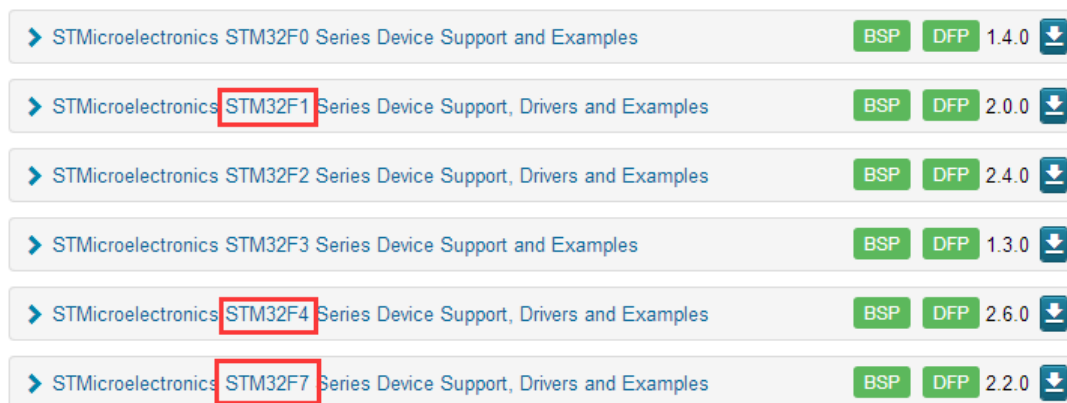 STMicroelectronics STM32F0 Series Device Support and Examples BSP DFP 1.4.0
STMicroelectronics STM32F1 Series Device Support, Drivers and Examples BSP DFP 2.0.0
STMicroelectronics STM32F2 Series Device Support, Drivers and Examples BSP DFP 2.4.0
STMicroelectronics STM32F3 Series Device Support and Examples BSP DFP 1.3.0
STMicroelectronics STM32F4 Series Device Support, Drivers and Examples BSP DFP 2.6.0
STMicroelectronics STM32F7 Series Device Support, Drivers and Examples BSP DFP 2.2.0